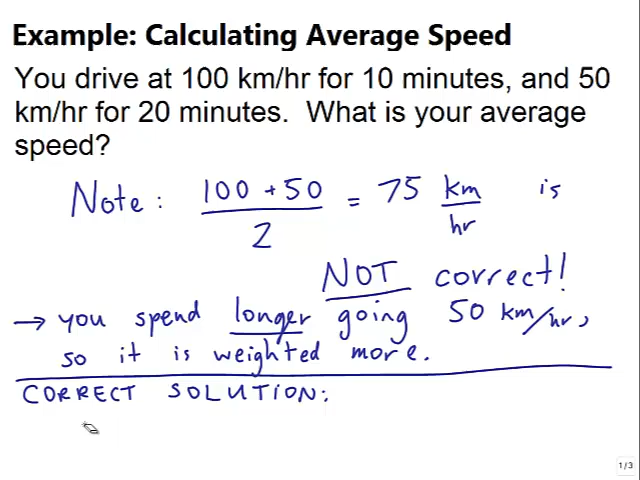 Example: Calculating Average Speed
You drive at 100 km/hr for 10 minutes, and 50
km/hr for 20 minutes. What is your average
speed?
Note: (100 + 50)/2 = 75 km/hr is
NOT correct!
→ you spend longer going 50 km/hr,
so it is weighted more.
CORRECT SOLUTION:
1/3